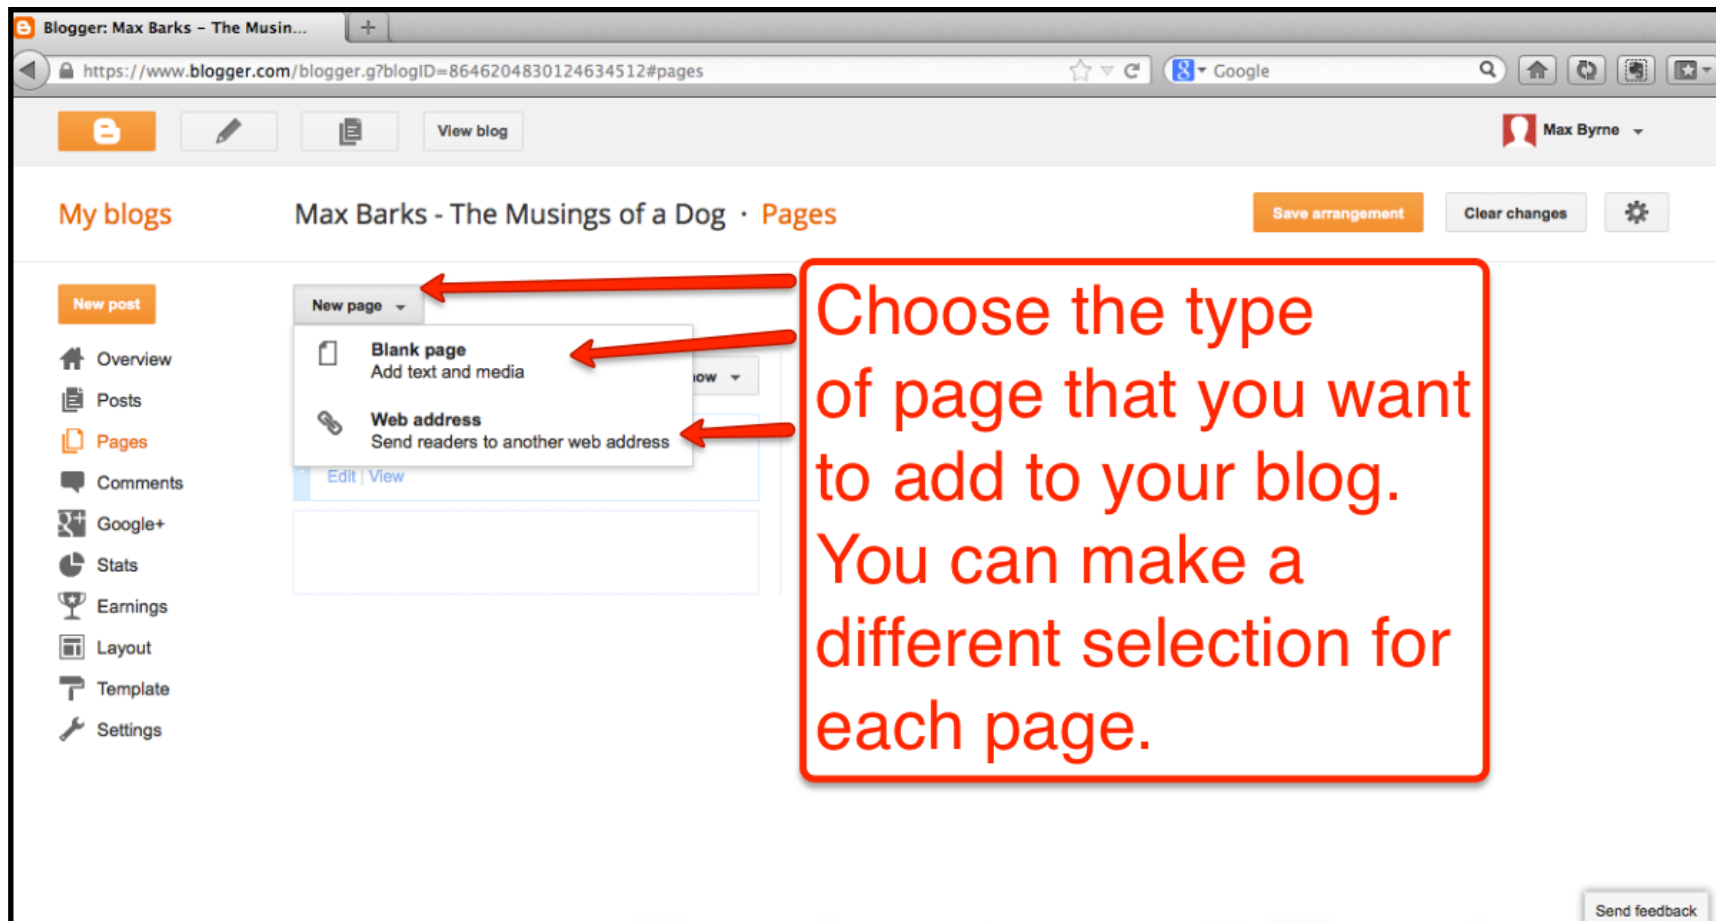 Blogger: Max Barks – The Musin...
https://www.blogger.com/blogger.g?blogID=8646204830124634512#pages
Google
View blog
Max Byrne
My blogs
Max Barks - The Musings of a Dog · Pages
Save arrangement
Clear changes
New post
New page
Blank page
Add text and media
Web address
Send readers to another web address
Edit | View
Overview
Posts
Pages
Comments
Google+
Stats
Earnings
Layout
Template
Settings
Choose the type
of page that you want
to add to your blog.
You can make a
different selection for
each page.
Send feedback